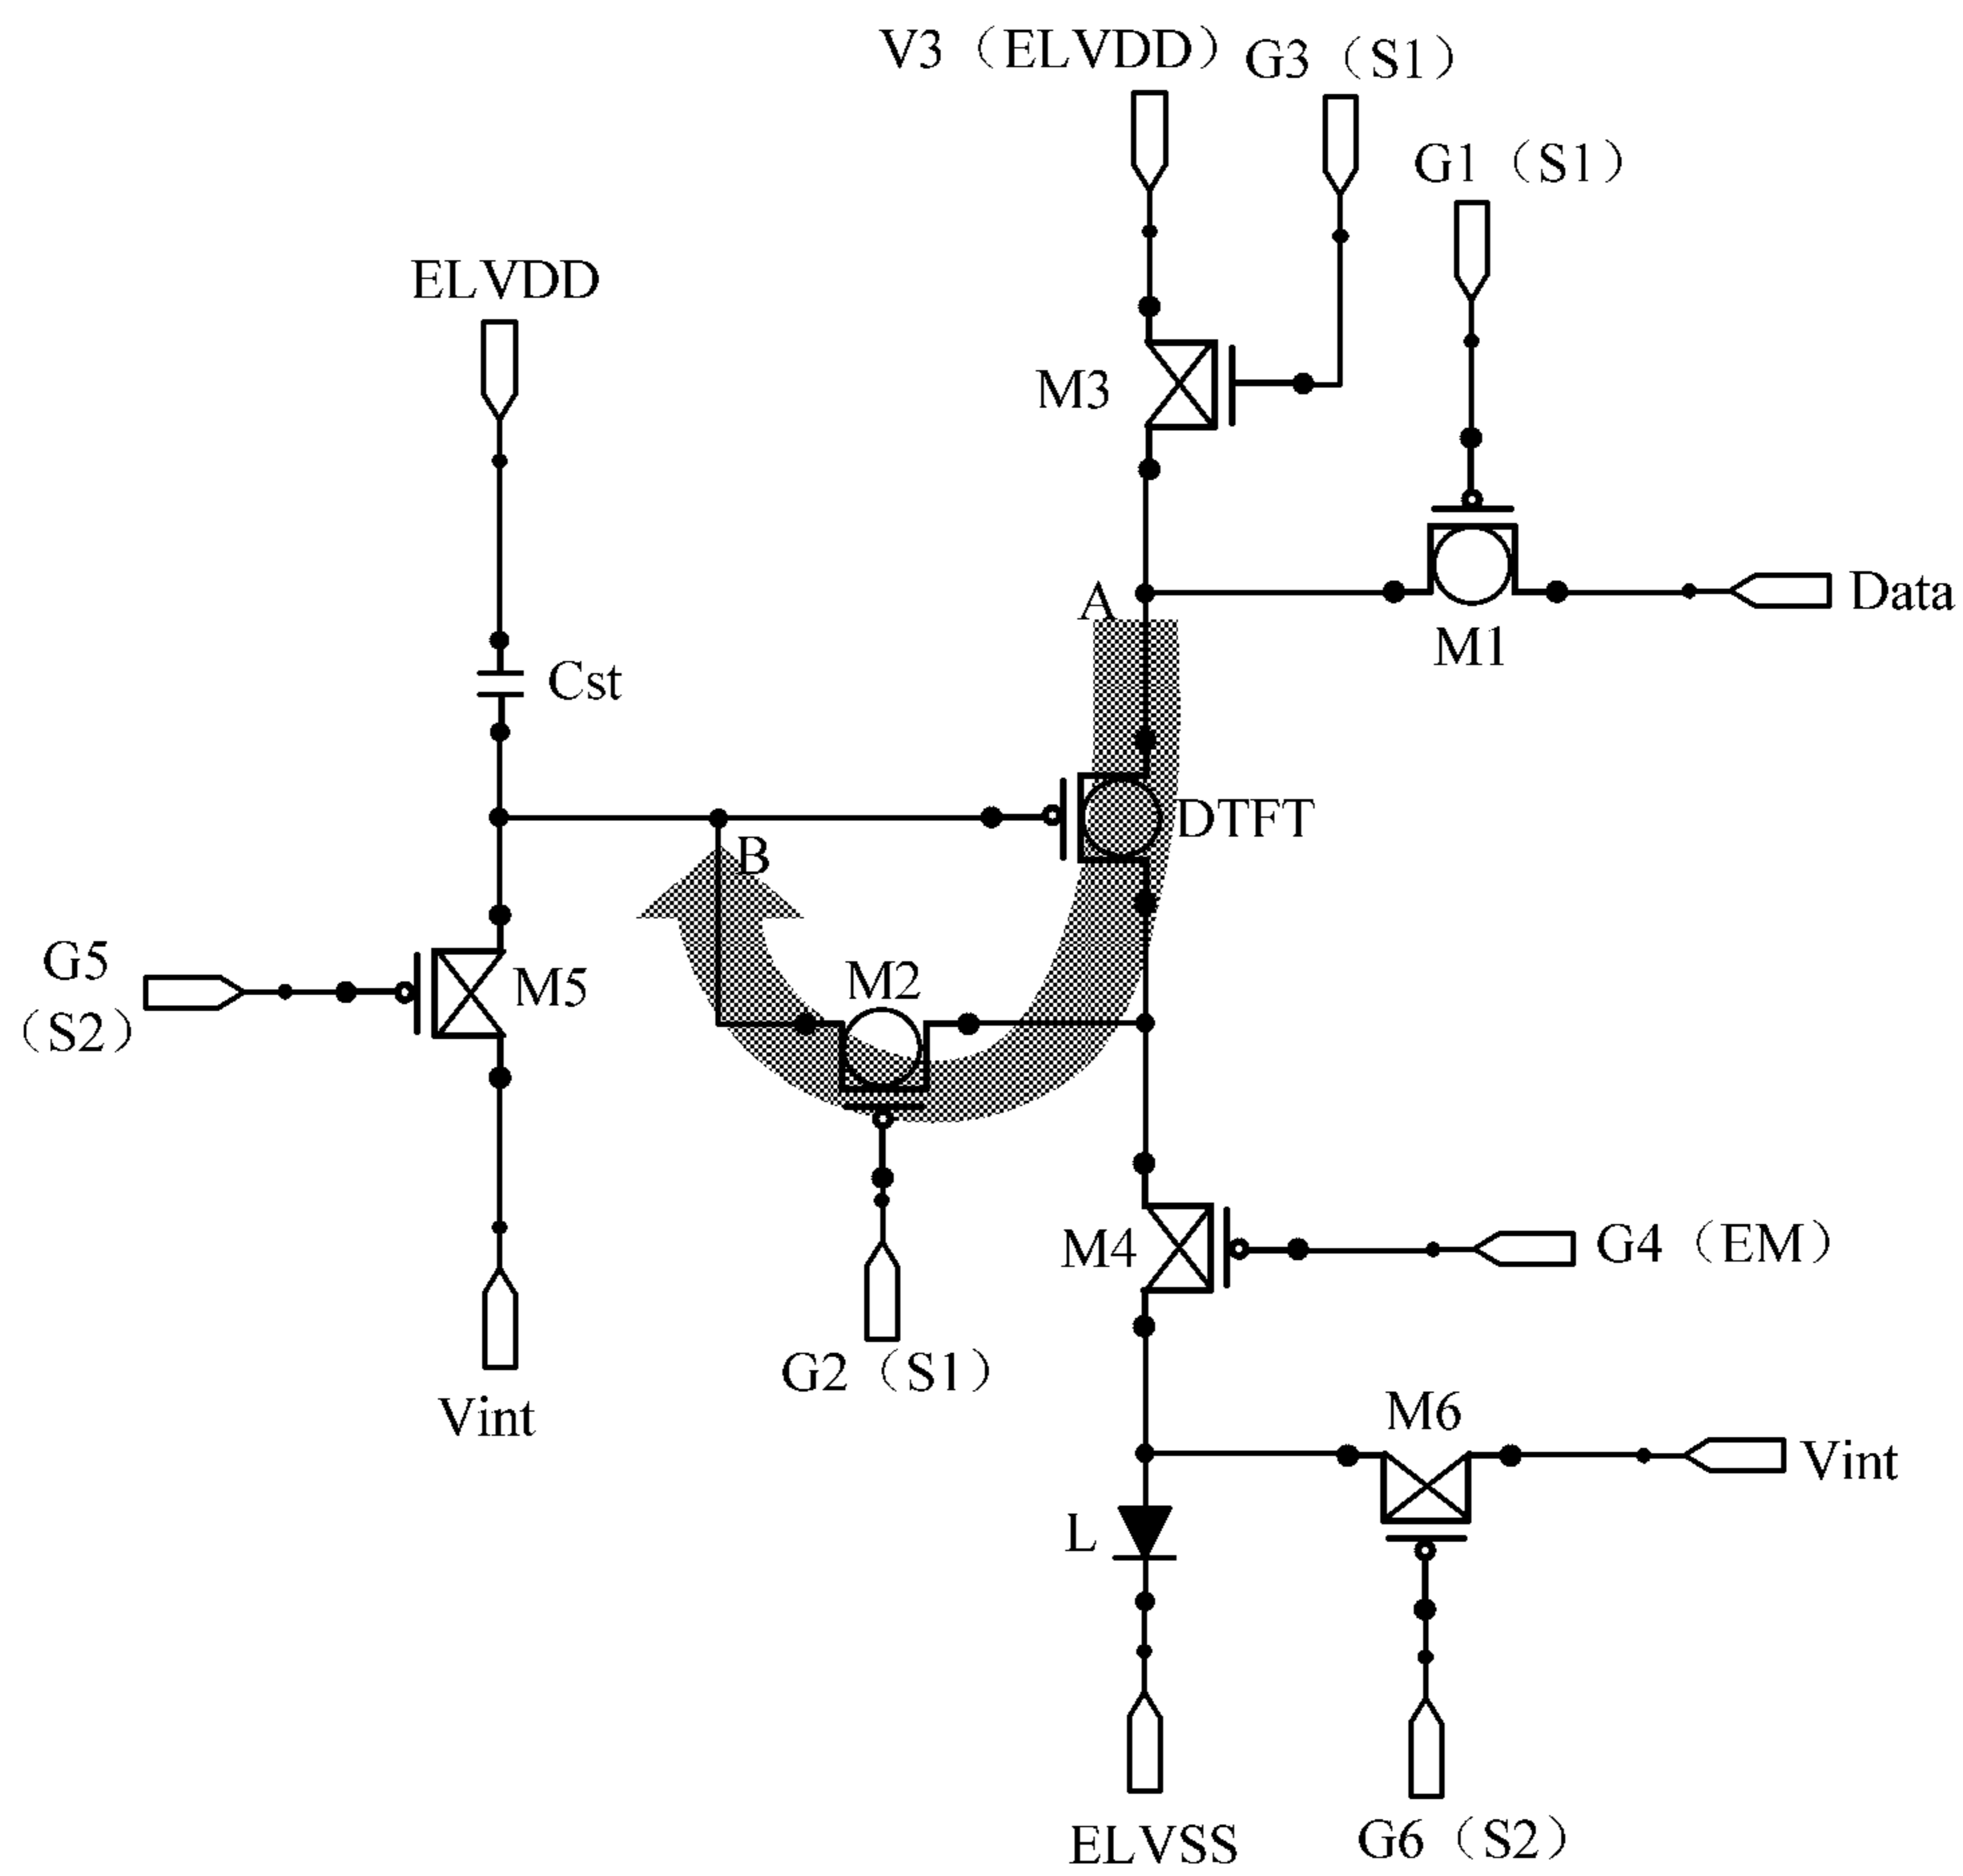 V3（ELVDD）
G3（S1）
G1（S1）
ELVDD
M3
A
Data
M1
Cst
DTFT
B
G5
（S2）
M5
M2
M4
G4（EM）
G2（S1）
Vint
M6
Vint
L
ELVSS
G6（S2）